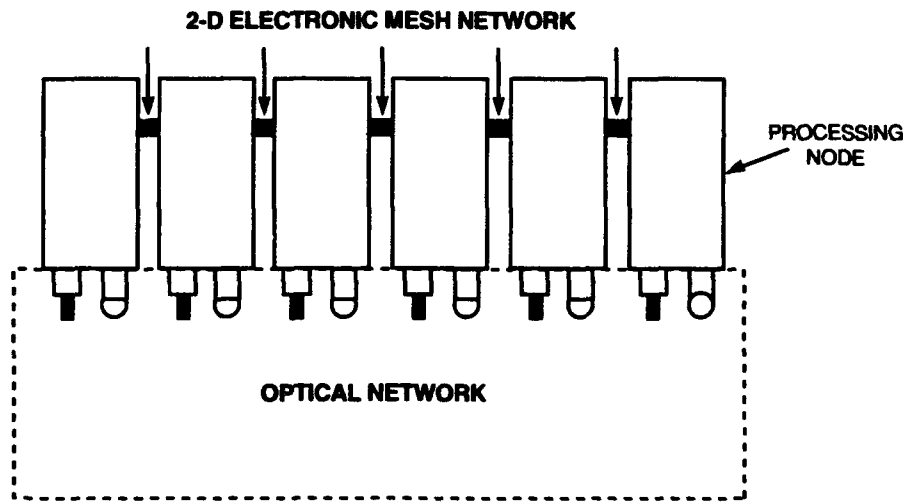 2-D ELECTRONIC MESH NETWORK
PROCESSING
NODE
OPTICAL NETWORK